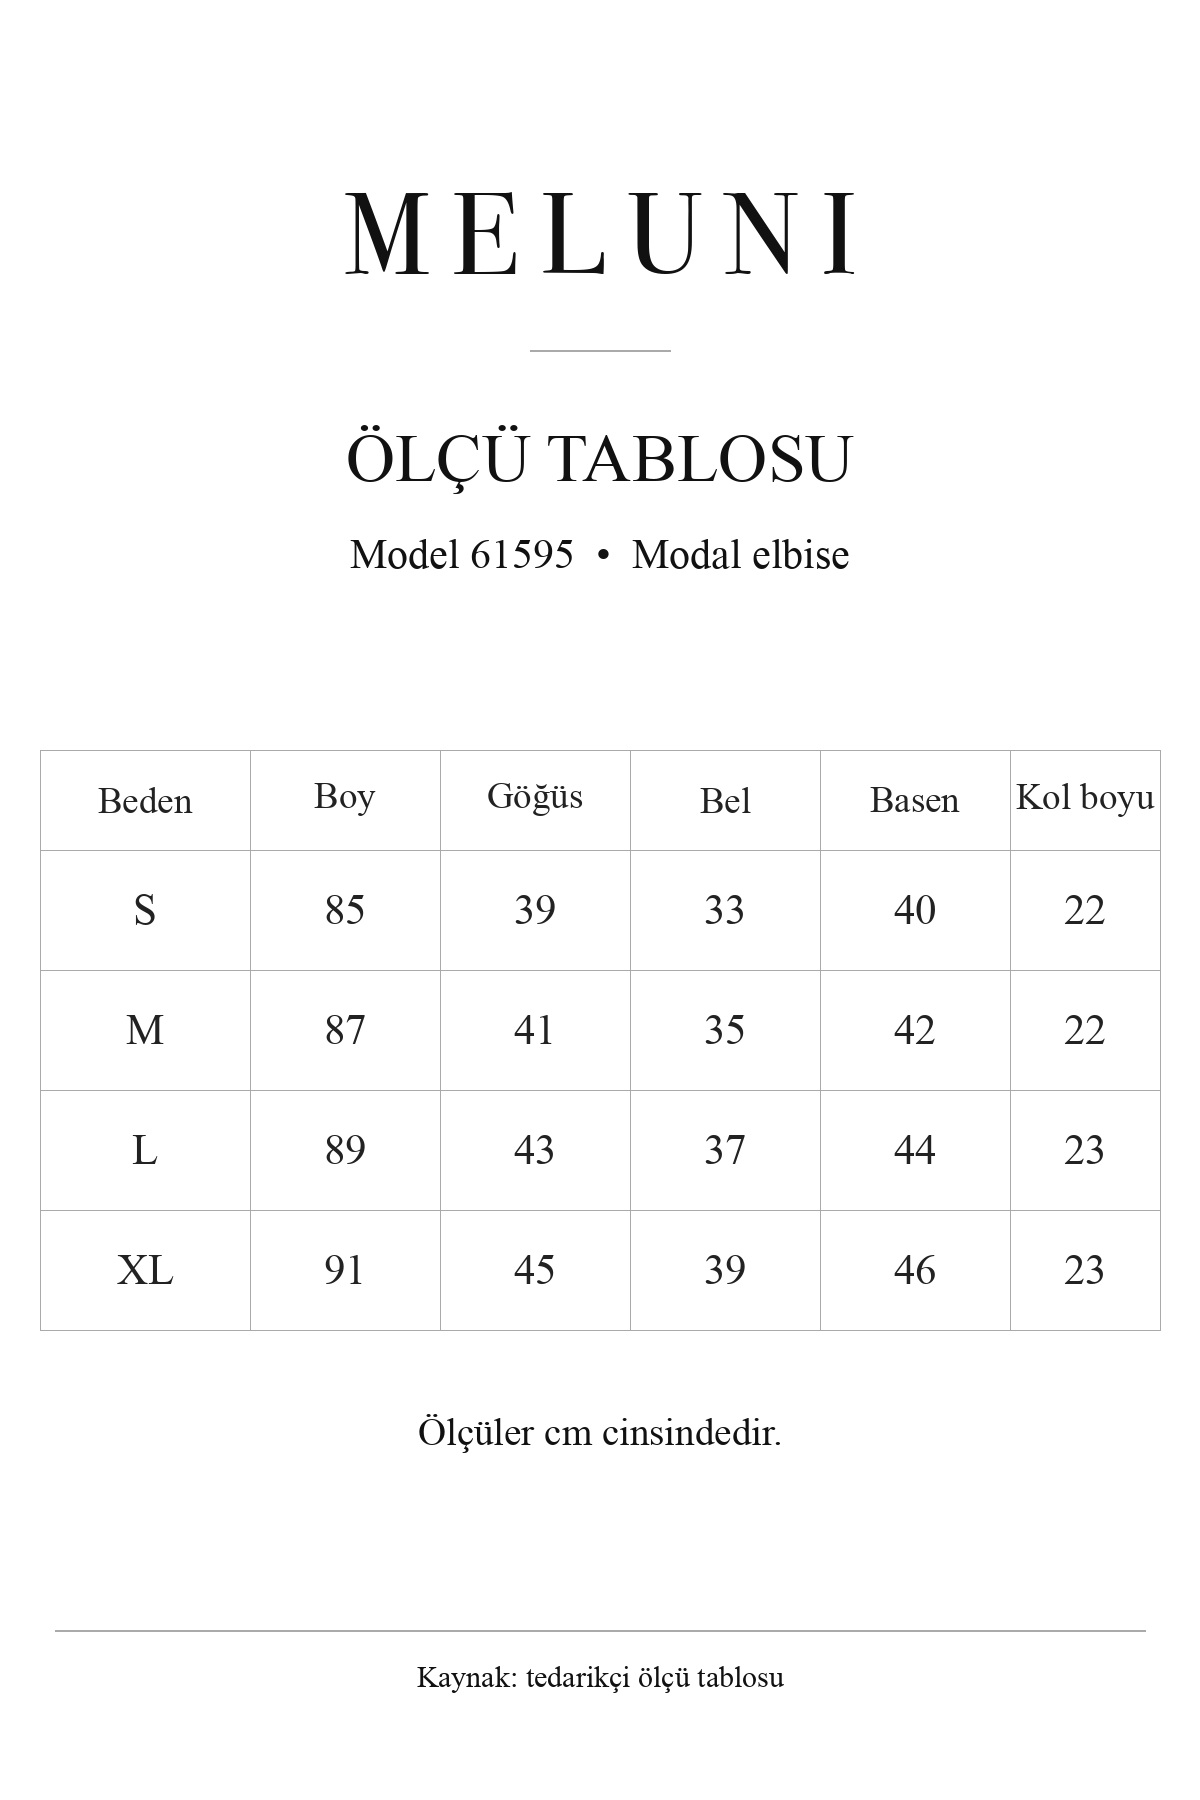 MELUNI
ÖLÇÜ TABLOSU
Model 61595 • Modal elbise
Beden Boy Göğüs Bel Basen Kol boyu
S 85 39 33 40 22
M 87 41 35 42 22
L 89 43 37 44 23
XL 91 45 39 46 23
Ölçüler cm cinsindedir.
Kaynak: tedarikçi ölçü tablosu